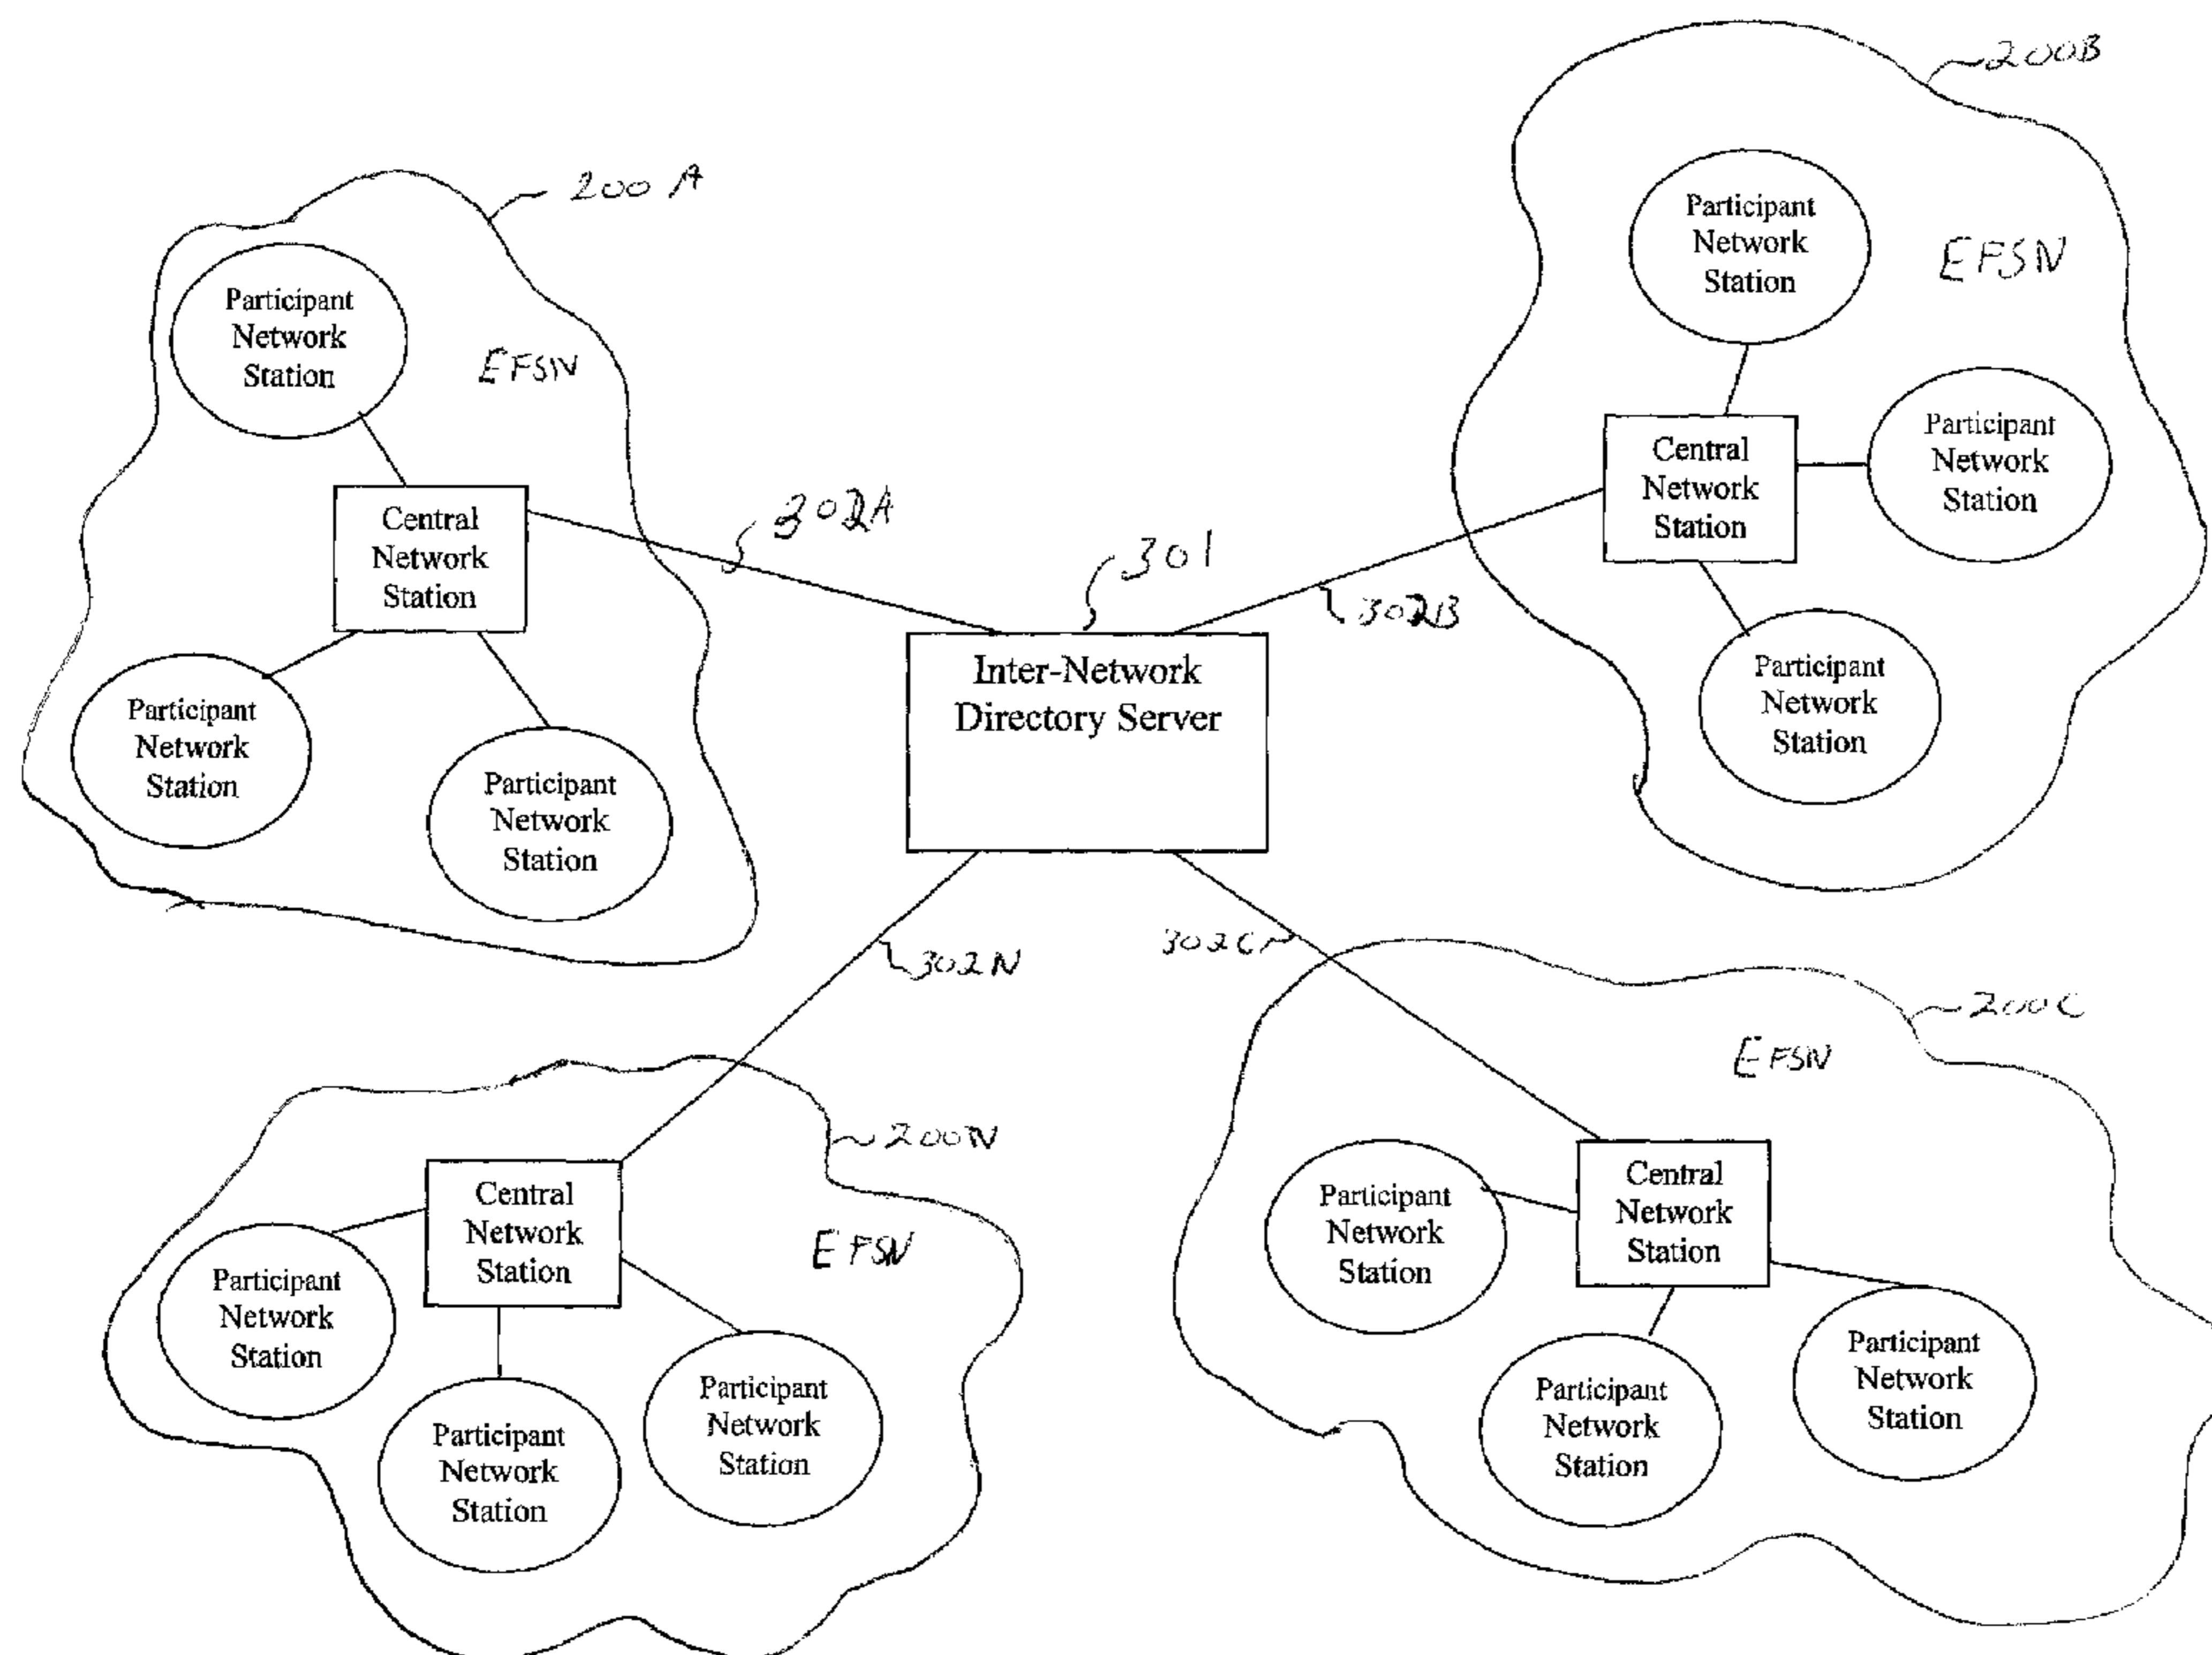 200A
Participant
Network
Station
EFSN
Central
Network
Station
Participant
Network
Station
Participant
Network
Station
302A
301
Inter-Network
Directory Server
200B
Participant
Network
Station
EFSN
Central
Network
Station
Participant
Network
Station
Participant
Network
Station
302B
302N
302C
200N
Central
Network
Station
EFSN
Participant
Network
Station
Participant
Network
Station
Participant
Network
Station
200C
EFSN
Participant
Network
Station
Central
Network
Station
Participant
Network
Station
Participant
Network
Station